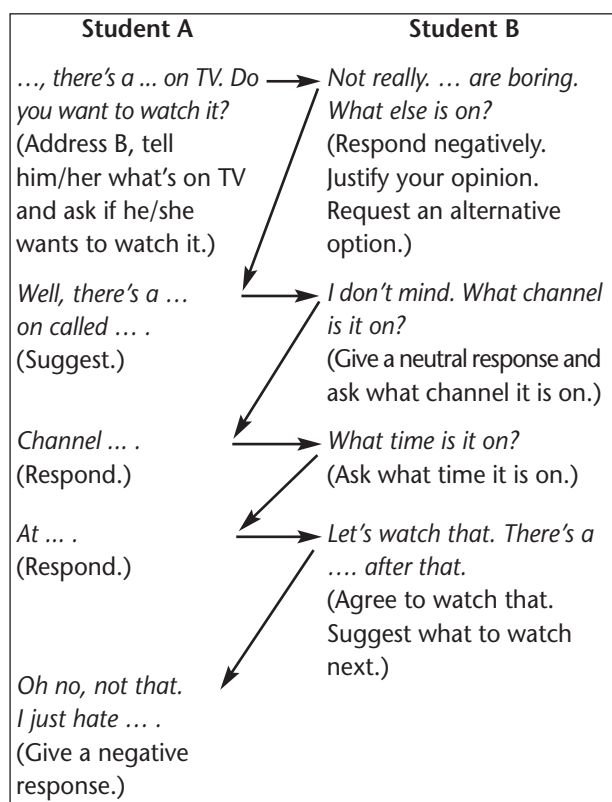 Student A
Student B
…, there's a ... on TV. Do
you want to watch it?
(Address B, tell
him/her what's on TV
and ask if he/she
wants to watch it.)
Not really. … are boring.
What else is on?
(Respond negatively.
Justify your opinion.
Request an alternative
option.)
Well, there's a …
on called … .
(Suggest.)
I don't mind. What channel
is it on?
(Give a neutral response and
ask what channel it is on.)
Channel ... .
(Respond.)
What time is it on?
(Ask what time it is on.)
At ... .
(Respond.)
Let's watch that. There's a
.... after that.
(Agree to watch that.
Suggest what to watch
next.)
Oh no, not that.
I just hate … .
(Give a negative
response.)